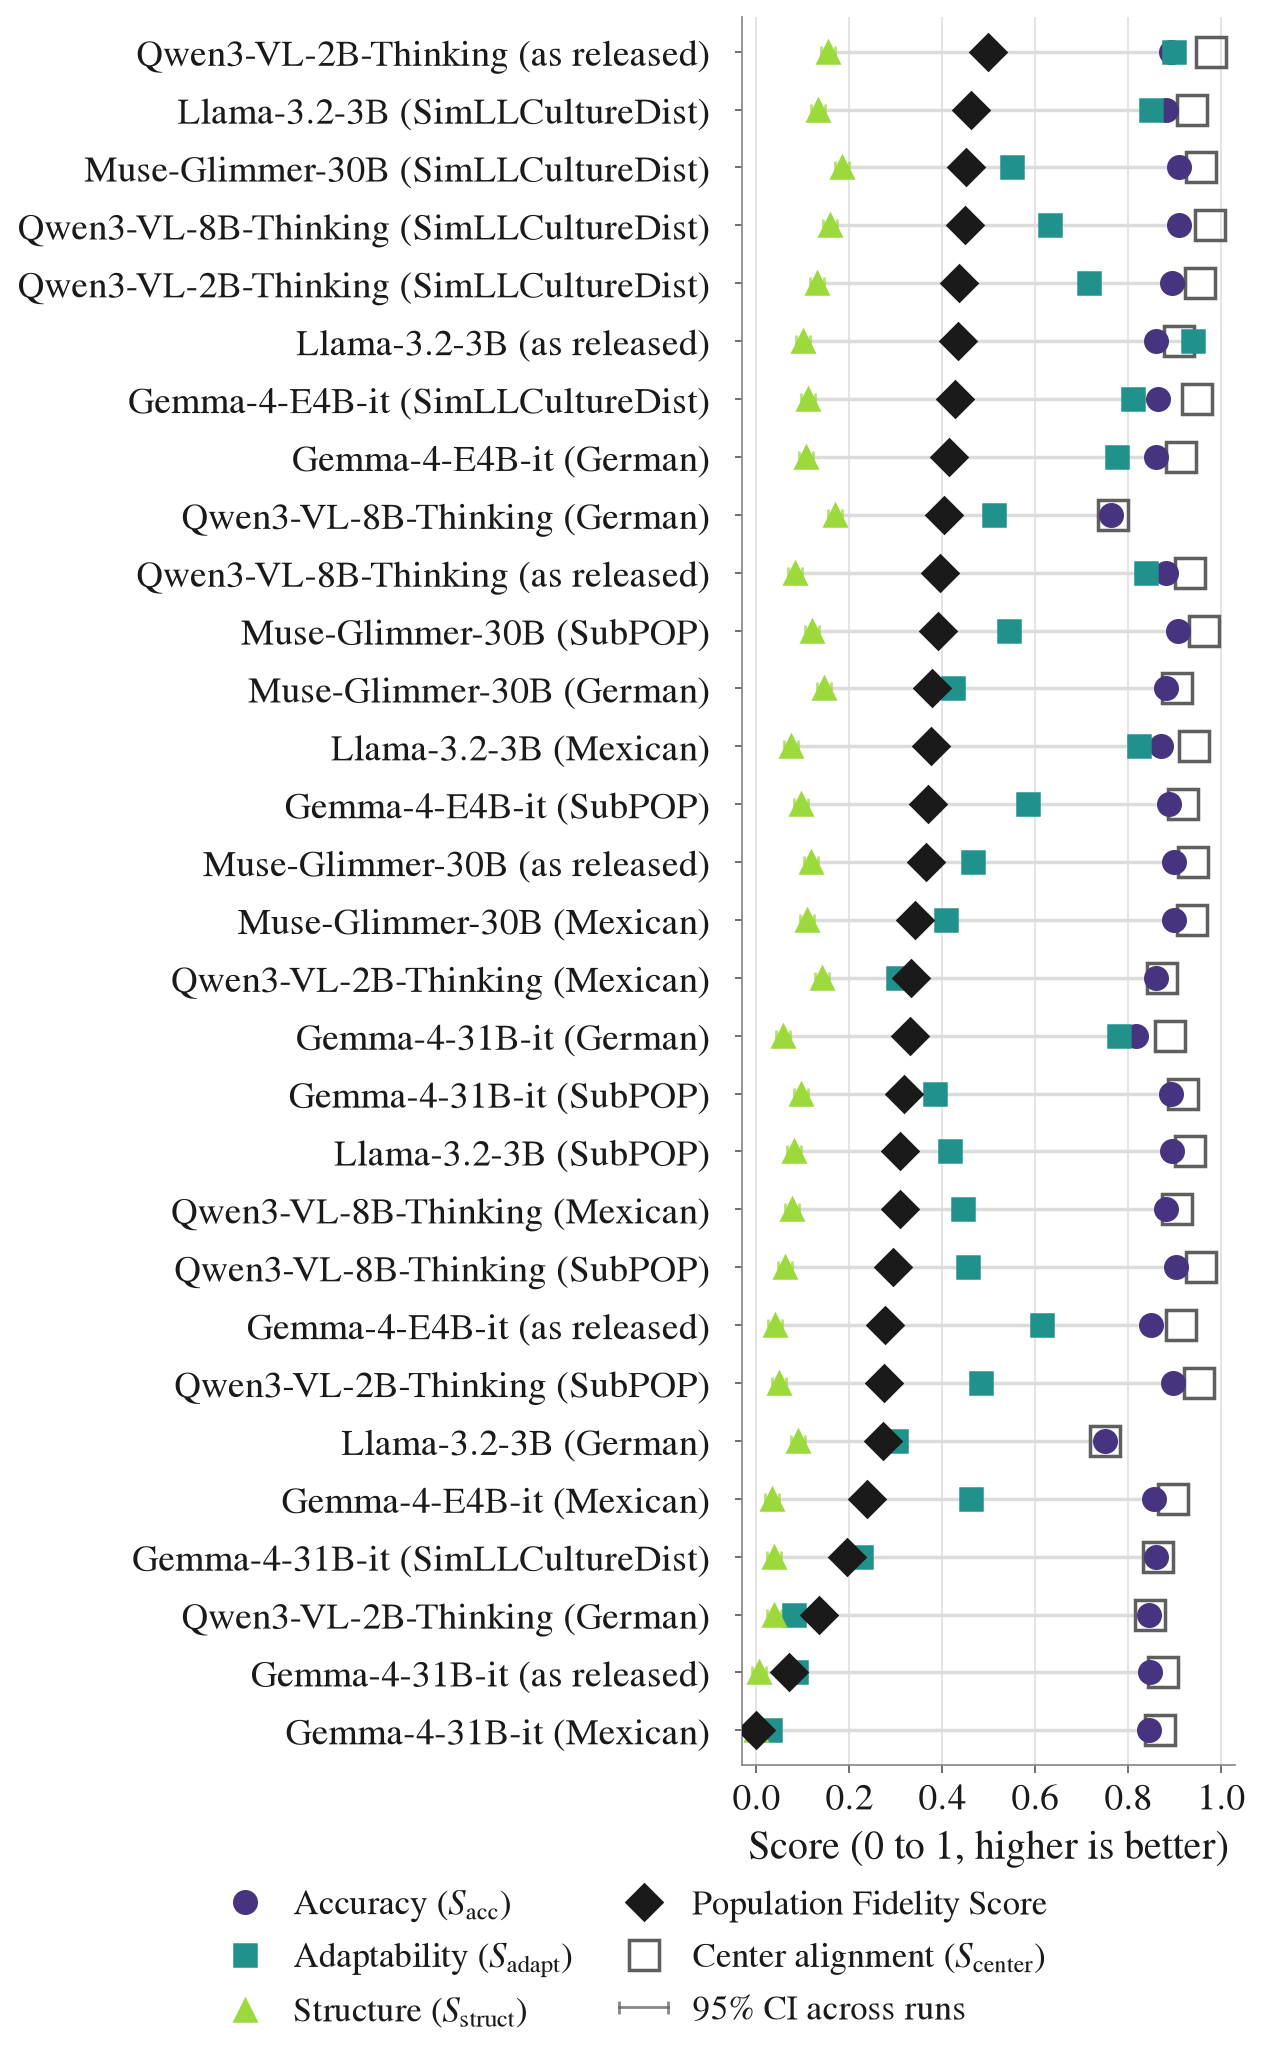 Qwen3-VL-2B-Thinking (as released)
Llama-3.2-3B (SimLLCultureDist)
Muse-Glimmer-30B (SimLLCultureDist)
Qwen3-VL-8B-Thinking (SimLLCultureDist)
Qwen3-VL-2B-Thinking (SimLLCultureDist)
Llama-3.2-3B (as released)
Gemma-4-E4B-it (SimLLCultureDist)
Gemma-4-E4B-it (German)
Qwen3-VL-8B-Thinking (German)
Qwen3-VL-8B-Thinking (as released)
Muse-Glimmer-30B (SubPOP)
Muse-Glimmer-30B (German)
Llama-3.2-3B (Mexican)
Gemma-4-E4B-it (SubPOP)
Muse-Glimmer-30B (as released)
Muse-Glimmer-30B (Mexican)
Qwen3-VL-2B-Thinking (Mexican)
Gemma-4-31B-it (German)
Gemma-4-31B-it (SubPOP)
Llama-3.2-3B (SubPOP)
Qwen3-VL-8B-Thinking (Mexican)
Qwen3-VL-8B-Thinking (SubPOP)
Gemma-4-E4B-it (as released)
Qwen3-VL-2B-Thinking (SubPOP)
Llama-3.2-3B (German)
Gemma-4-E4B-it (Mexican)
Gemma-4-31B-it (SimLLCultureDist)
Qwen3-VL-2B-Thinking (German)
Gemma-4-31B-it (as released)
Gemma-4-31B-it (Mexican)
0.0 0.2 0.4 0.6 0.8 1.0
Score (0 to 1, higher is better)
Accuracy (S_acc)
Adaptability (S_adapt)
Structure (S_struct)
Population Fidelity Score
Center alignment (S_center)
95% CI across runs